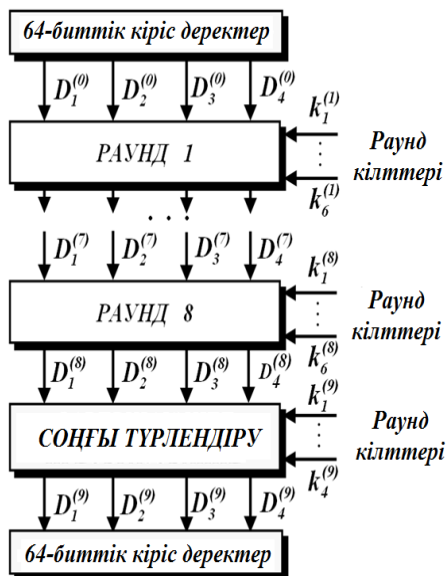 64-биттік кіріс деректер
D₁⁽⁰⁾ D₂⁽⁰⁾ D₃⁽⁰⁾ D₄⁽⁰⁾
k₁⁽¹⁾
РАУНД 1
⋮
Раунд
кілттері
k₆⁽¹⁾
. . .
D₁⁽⁷⁾ D₂⁽⁷⁾ D₃⁽⁷⁾ D₄⁽⁷⁾
k₁⁽⁸⁾
РАУНД 8
⋮
Раунд
кілттері
k₆⁽⁸⁾
D₁⁽⁸⁾ D₂⁽⁸⁾ D₃⁽⁸⁾ D₄⁽⁸⁾
k₁⁽⁹⁾
СОҢҒЫ ТҮРЛЕНДІРУ
⋮
Раунд
кілттері
k₄⁽⁹⁾
D₁⁽⁹⁾ D₂⁽⁹⁾ D₃⁽⁹⁾ D₄⁽⁹⁾
64-биттік кіріс деректер